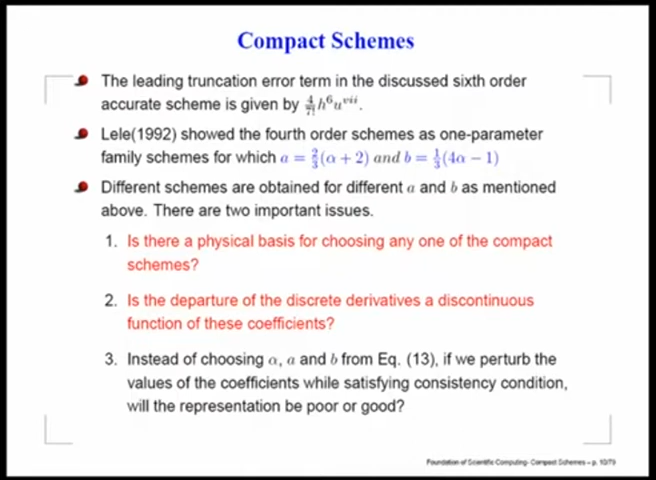 Compact Schemes
The leading truncation error term in the discussed sixth order
accurate scheme is given by 4/7! h⁶u^vii.
Lele(1992) showed the fourth order schemes as one-parameter
family schemes for which a = 2/3(α + 2) and b = 1/3(4α − 1)
Different schemes are obtained for different a and b as mentioned
above. There are two important issues.
1. Is there a physical basis for choosing any one of the compact
schemes?
2. Is the departure of the discrete derivatives a discontinuous
function of these coefficients?
3. Instead of choosing α, a and b from Eq. (13), if we perturb the
values of the coefficients while satisfying consistency condition,
will the representation be poor or good?
Foundation of Scientific Computing- Compact Schemes – p. 10/79